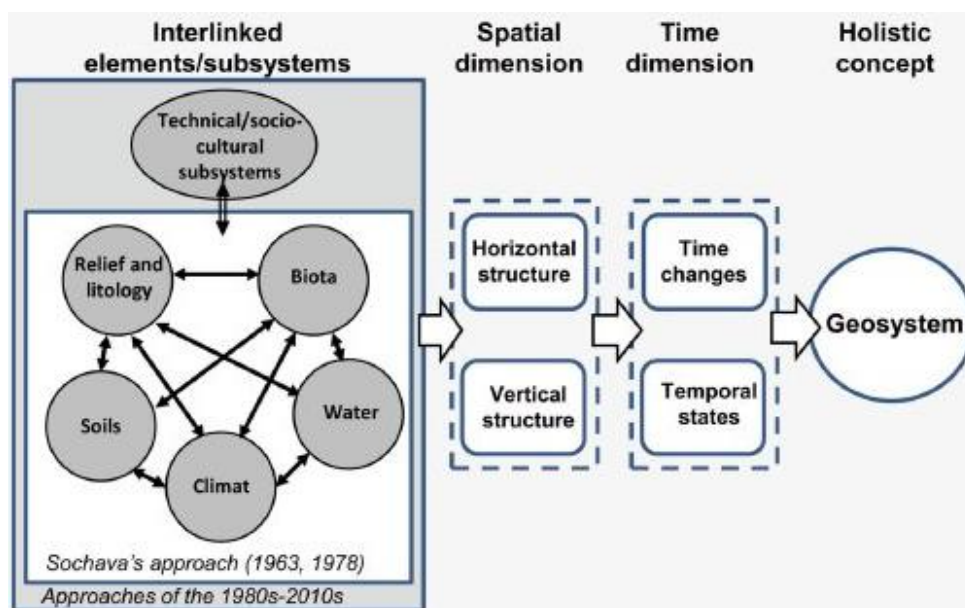 Interlinked
elements/subsystems
Spatial
dimension
Time
dimension
Holistic
concept
Technical/socio-
cultural
subsystems
Relief and
litology
Biota
Soils
Water
Climat
Sochava's approach (1963, 1978)
Approaches of the 1980s-2010s
Horizontal
structure
Vertical
structure
Time
changes
Temporal
states
Geosystem